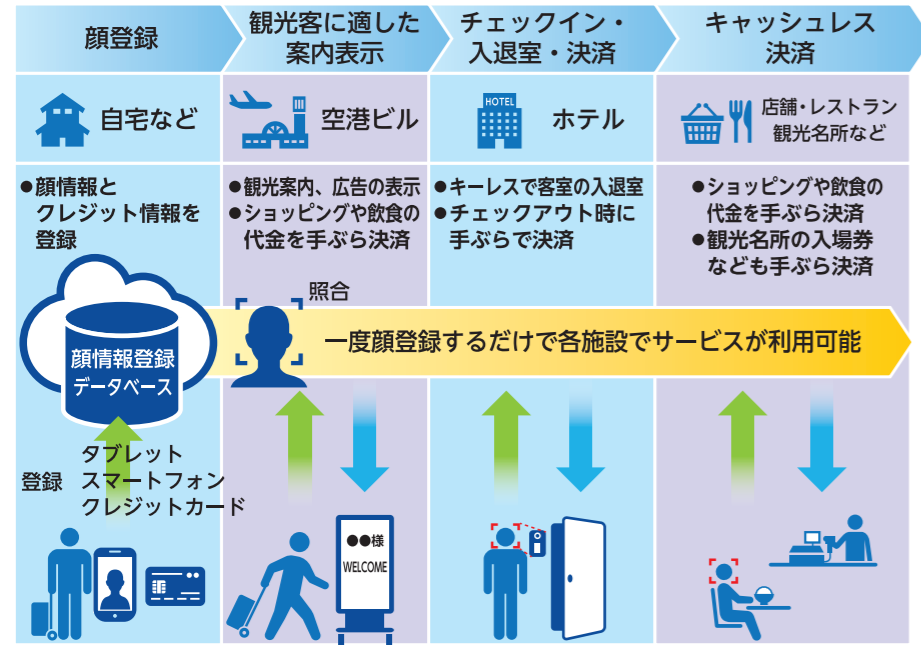 顔登録
観光客に適した
案内表示
チェックイン・
入退室・決済
キャッシュレス
決済
自宅など
空港ビル
HOTEL
ホテル
店舗・レストラン
観光名所など
●顔情報と
クレジット情報を
登録
●観光案内、広告の表示
●ショッピングや飲食の
代金を手ぶら決済
●キーレスで客室の入退室
●チェックアウト時に
手ぶらで決済
●ショッピングや飲食の
代金を手ぶら決済
●観光名所の入場券
なども手ぶら決済
照合
顔情報登録
データベース
一度顔登録するだけで各施設でサービスが利用可能
登録
タブレット
スマートフォン
クレジットカード
●●様
WELCOME